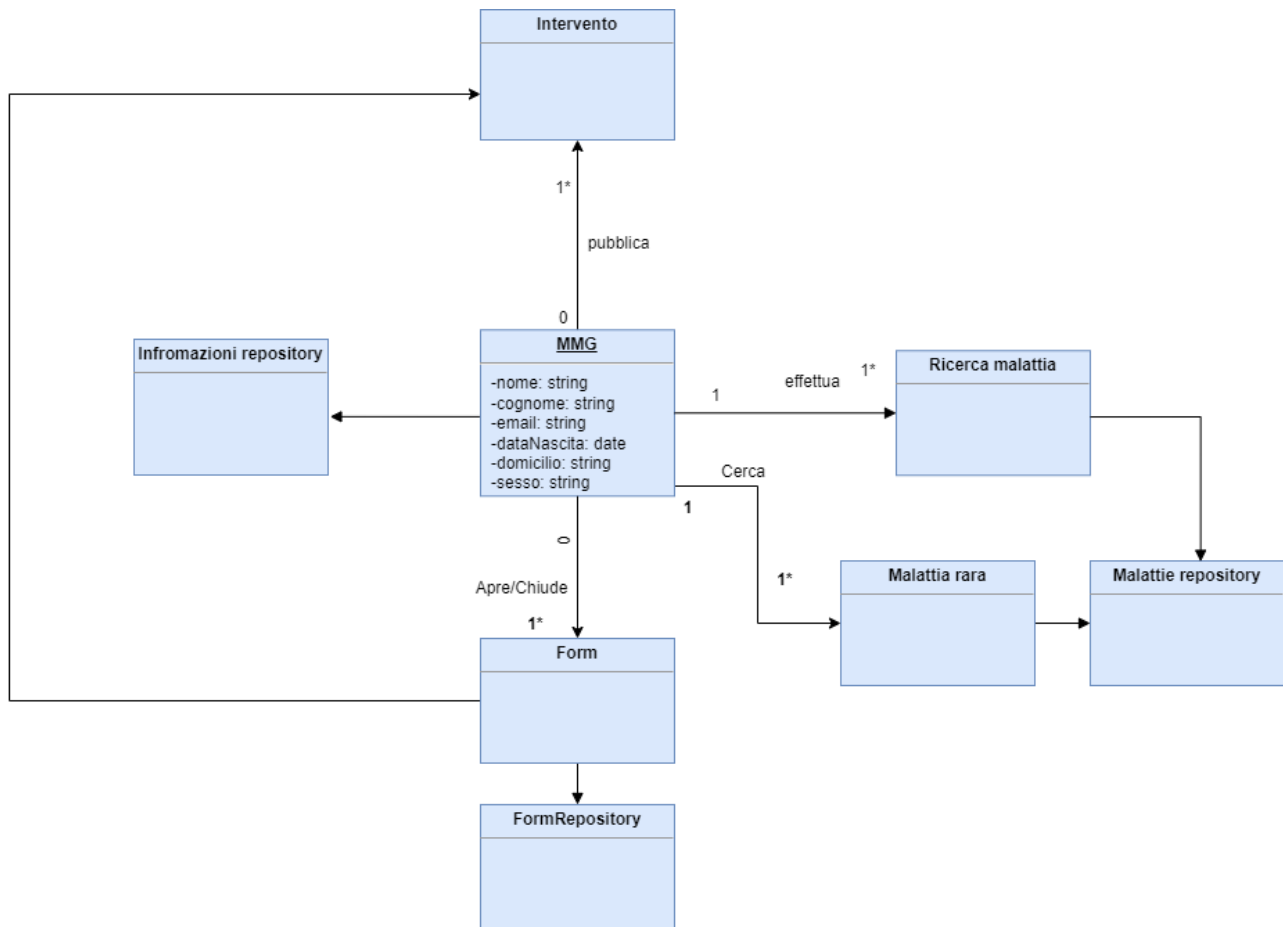 Intervento
1*
pubblica
0
Infromazioni repository
MMG
-nome: string
-cognome: string
-email: string
-dataNascita: date
-domicilio: string
-sesso: string
1
effettua
1*
Ricerca malattia
Cerca
1
1*
Malattia rara
Malattie repository
0
Apre/Chiude
1*
Form
FormRepository